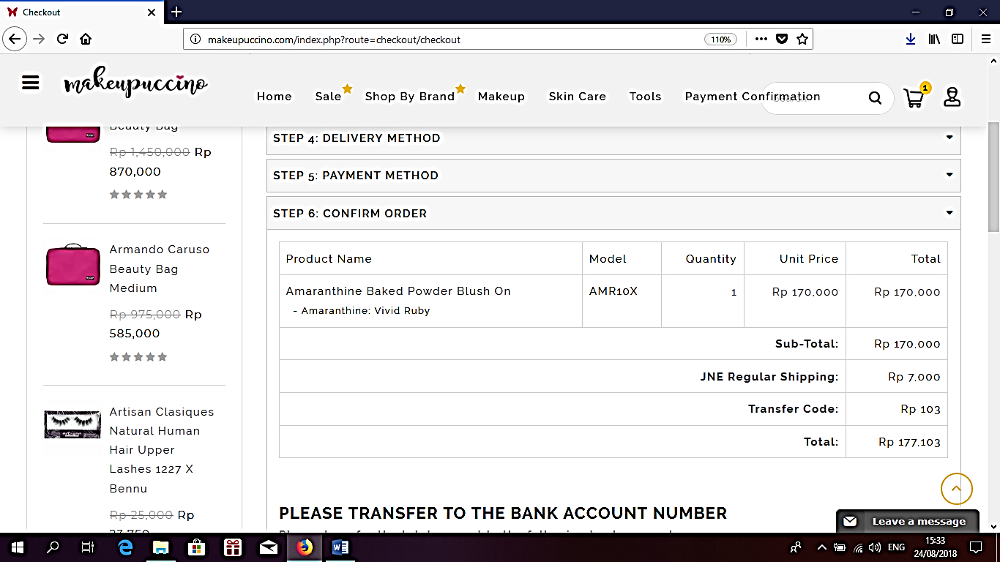 Checkout
makeupuccino.com/index.php?route=checkout/checkout
110%
makeupuccino
Home
Sale
Shop By Brand
Makeup
Skin Care
Tools
Payment Confirmation
1
Beauty Bag
Rp 1,450,000 Rp
870,000
Armando Caruso
Beauty Bag
Medium
Rp 975,000 Rp
585,000
Artisan Clasiques
Natural Human
Hair Upper
Lashes 1227 X
Bennu
Rp 25,000 Rp
STEP 4: DELIVERY METHOD
STEP 5: PAYMENT METHOD
STEP 6: CONFIRM ORDER
Product Name Model Quantity Unit Price Total
Amaranthine Baked Powder Blush On AMR10X 1 Rp 170,000 Rp 170,000
- Amaranthine: Vivid Ruby
Sub-Total: Rp 170,000
JNE Regular Shipping: Rp 7,000
Transfer Code: Rp 103
Total: Rp 177,103
PLEASE TRANSFER TO THE BANK ACCOUNT NUMBER
Leave a message
ENG
15:33
24/08/2018